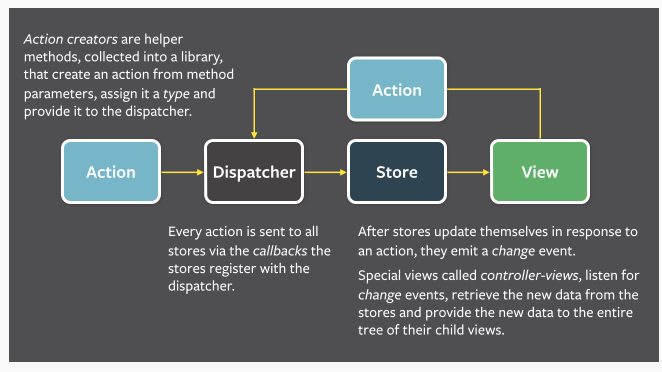 Action creators are helper
methods, collected into a library,
that create an action from method
parameters, assign it a type and
provide it to the dispatcher.
Action
Action
Dispatcher
Store
View
Every action is sent to all
stores via the callbacks the
stores register with the
dispatcher.
After stores update themselves in response to
an action, they emit a change event.
Special views called controller-views, listen for
change events, retrieve the new data from the
stores and provide the new data to the entire
tree of their child views.